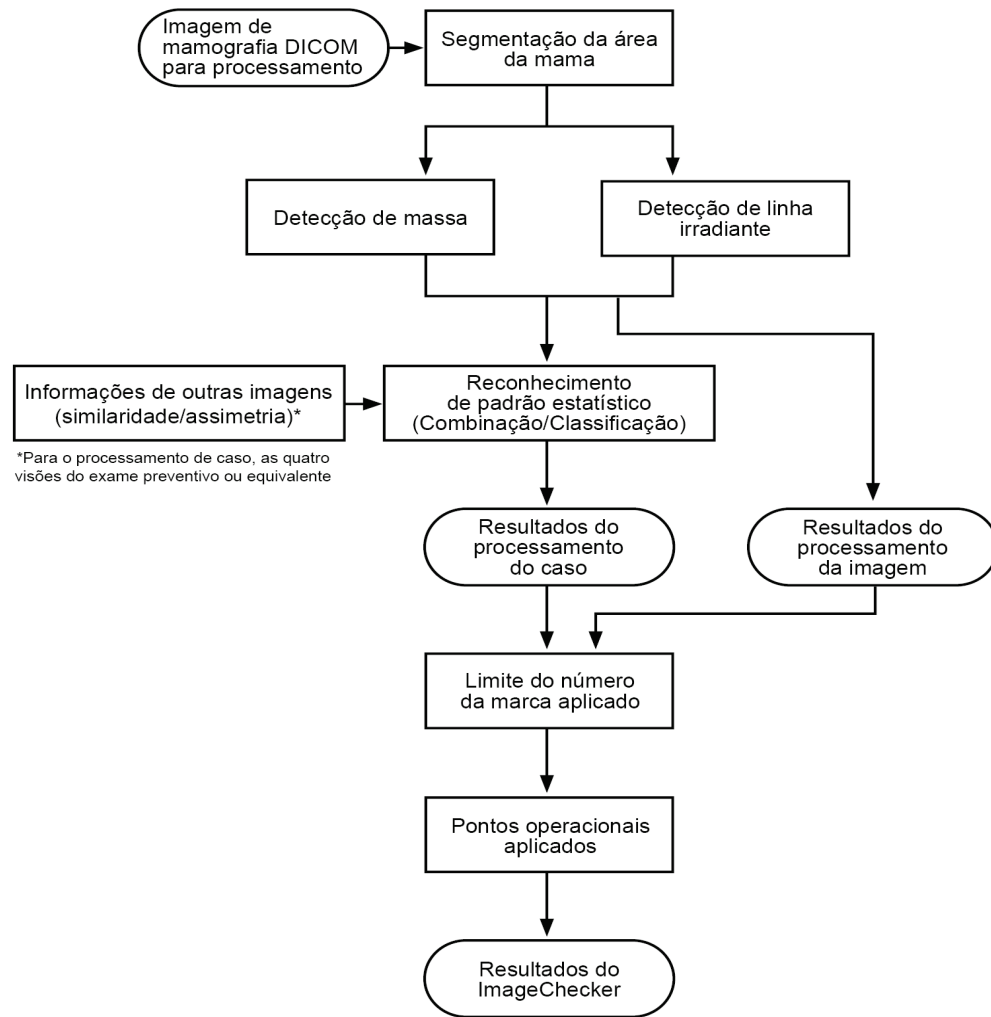 Imagem de
mamografia DICOM
para processamento
Segmentação da área
da mama
Detecção de massa
Detecção de linha
irradiante
Informações de outras imagens
(similaridade/assimetria)*
*Para o processamento de caso, as quatro
visões do exame preventivo ou equivalente
Reconhecimento
de padrão estatístico
(Combinação/Classificação)
Resultados do
processamento
do caso
Resultados do
processamento
da imagem
Limite do número
da marca aplicado
Pontos operacionais
aplicados
Resultados do
ImageChecker